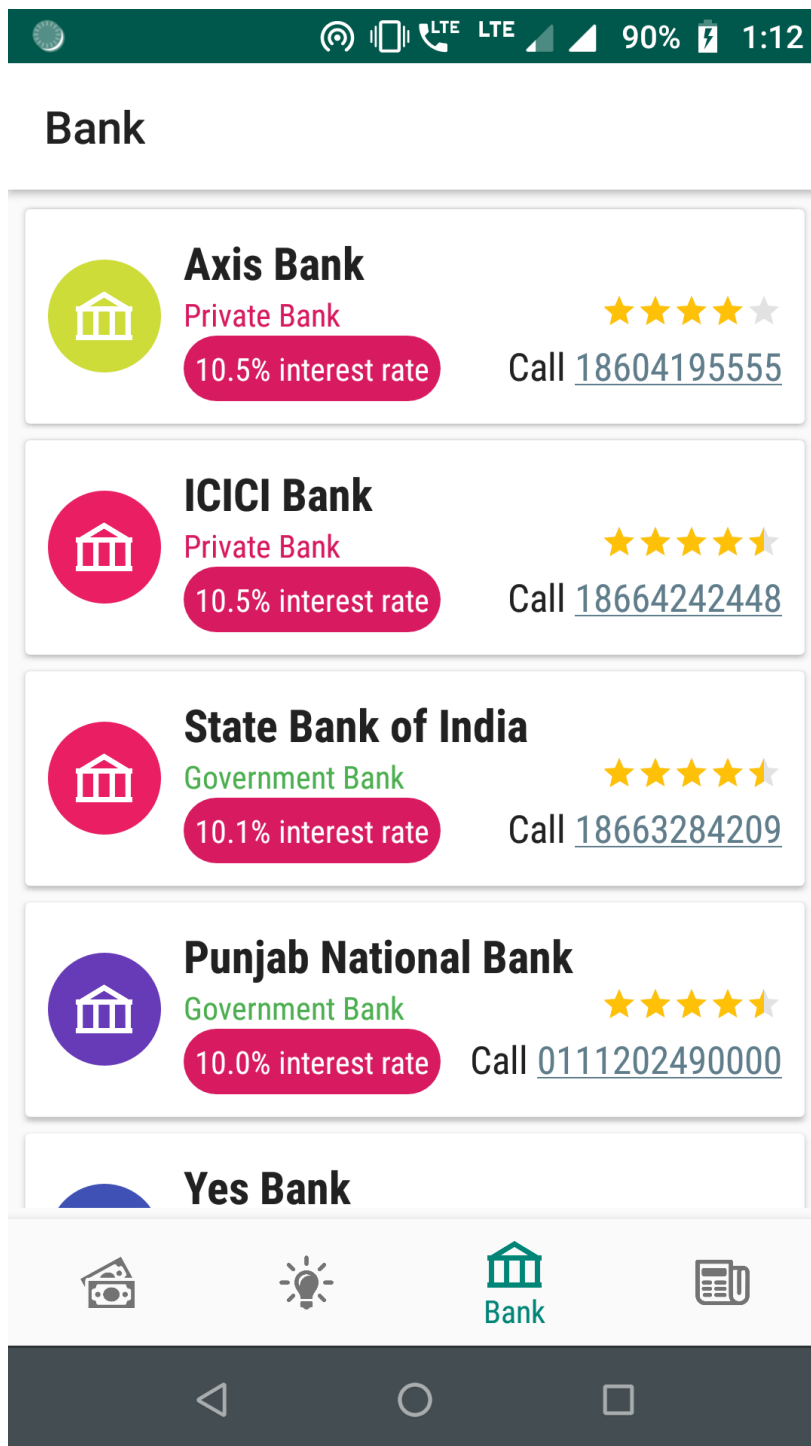 LTE LTE 90% 1:12
Bank
Axis Bank
Private Bank
10.5% interest rate
Call 18604195555
ICICI Bank
Private Bank
10.5% interest rate
Call 18664242448
State Bank of India
Government Bank
10.1% interest rate
Call 18663284209
Punjab National Bank
Government Bank
10.0% interest rate
Call 0111202490000
Yes Bank
Bank